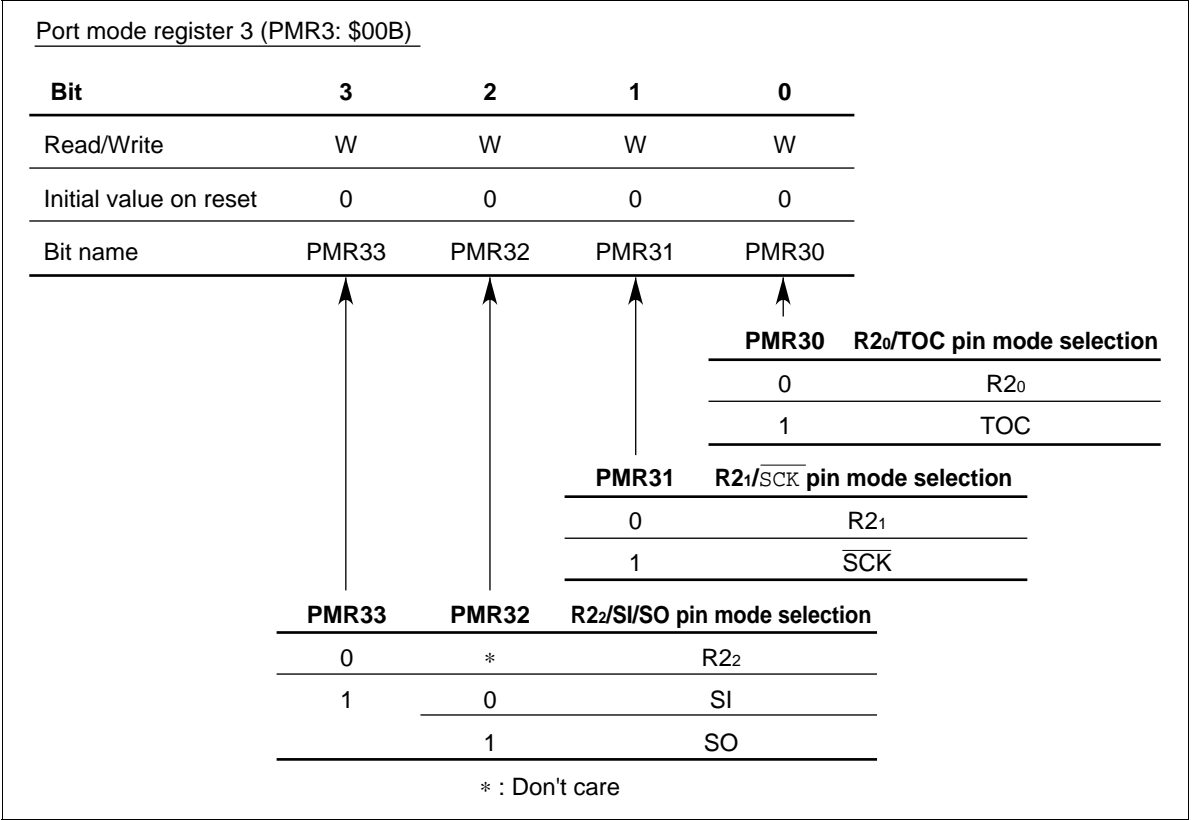 Port mode register 3 (PMR3: $00B)
Bit 3 2 1 0
Read/Write W W W W
Initial value on reset 0 0 0 0
Bit name PMR33 PMR32 PMR31 PMR30
PMR30 R20/TOC pin mode selection
0 R20
1 TOC
PMR31 R21/S̅C̅K̅ pin mode selection
0 R21
1 S̅C̅K̅
PMR33 PMR32 R22/SI/SO pin mode selection
0 * R22
1 0 SI
1 SO
* : Don't care